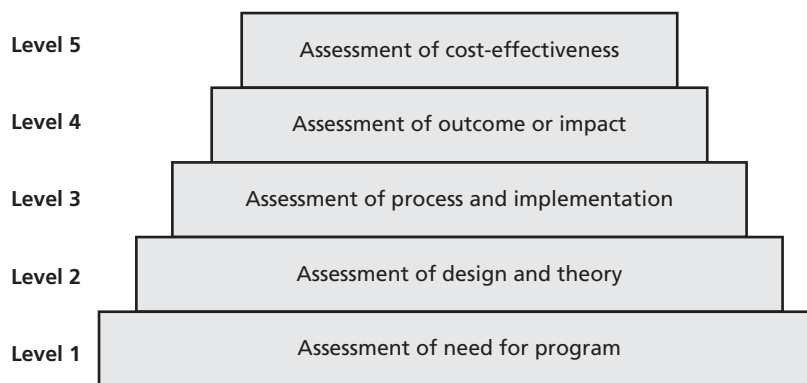 Level 5 Assessment of cost-effectiveness
Level 4 Assessment of outcome or impact
Level 3 Assessment of process and implementation
Level 2 Assessment of design and theory
Level 1 Assessment of need for program